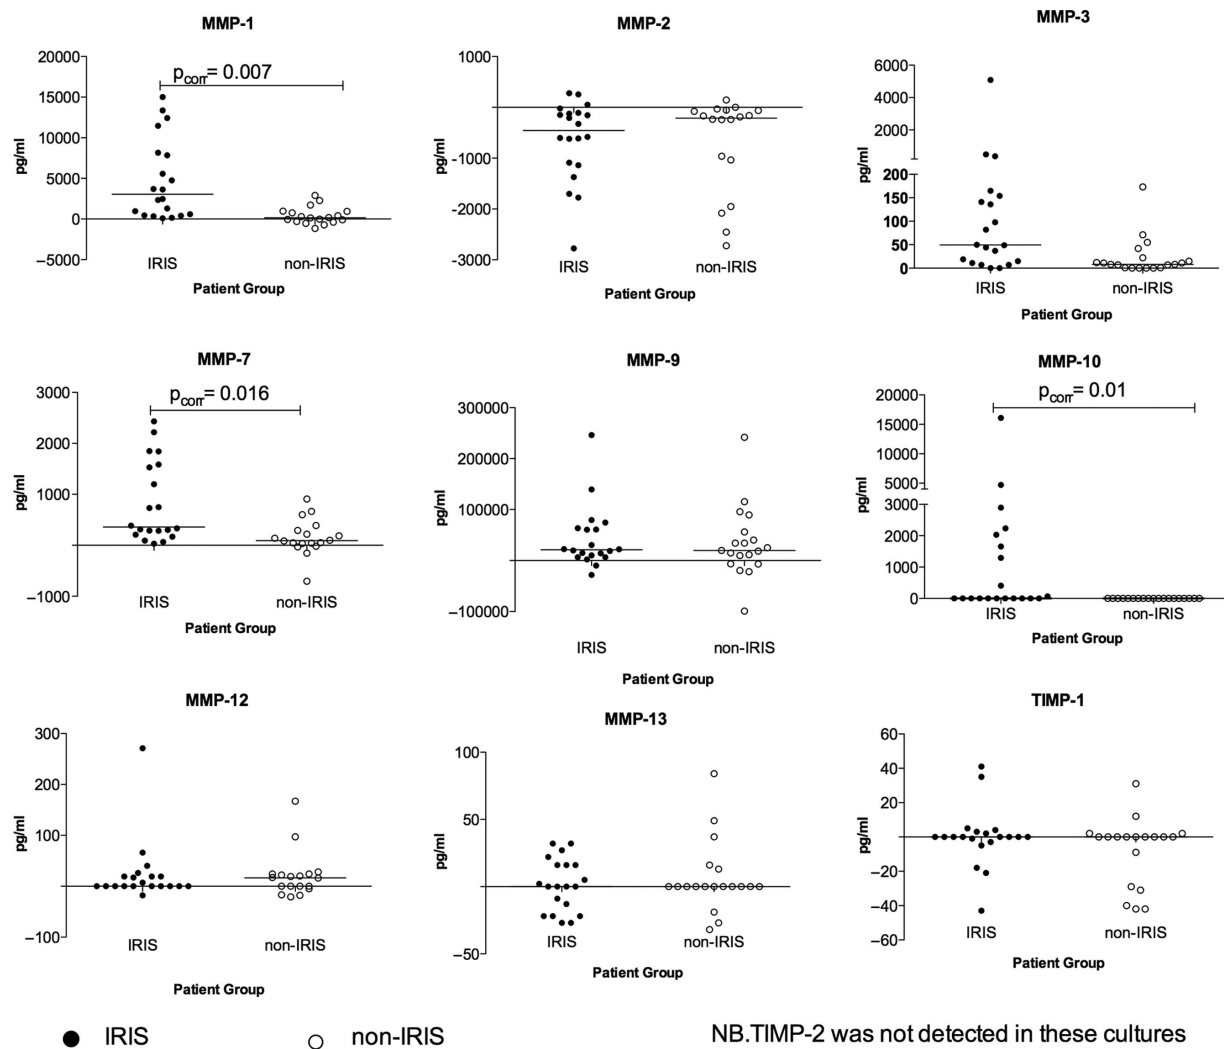 MMP-1
20000
15000
10000
5000
0
–5000
pg/ml
p_corr= 0.007
IRIS
non-IRIS
Patient Group
MMP-2
1000
0
-1000
-2000
-3000
pg/ml
IRIS
non-IRIS
Patient Group
MMP-3
6000
4000
2000
200
150
100
50
0
pg/ml
IRIS
non-IRIS
Patient Group
MMP-7
3000
2000
1000
0
–1000
pg/ml
p_corr= 0.016
IRIS
non-IRIS
Patient Group
MMP-9
300000
200000
100000
0
–100000
pg/ml
IRIS
non-IRIS
Patient Group
MMP-10
20000
15000
10000
5000
3000
2000
1000
0
pg/ml
p_corr= 0.01
IRIS
non-IRIS
Patient Group
MMP-12
300
200
100
0
–100
pg/ml
IRIS
non-IRIS
Patient Group
MMP-13
100
50
0
–50
pg/ml
IRIS
non-IRIS
Patient Group
TIMP-1
60
40
20
0
–20
–40
–60
pg/ml
IRIS
non-IRIS
Patient Group
IRIS
non-IRIS
NB.TIMP-2 was not detected in these cultures